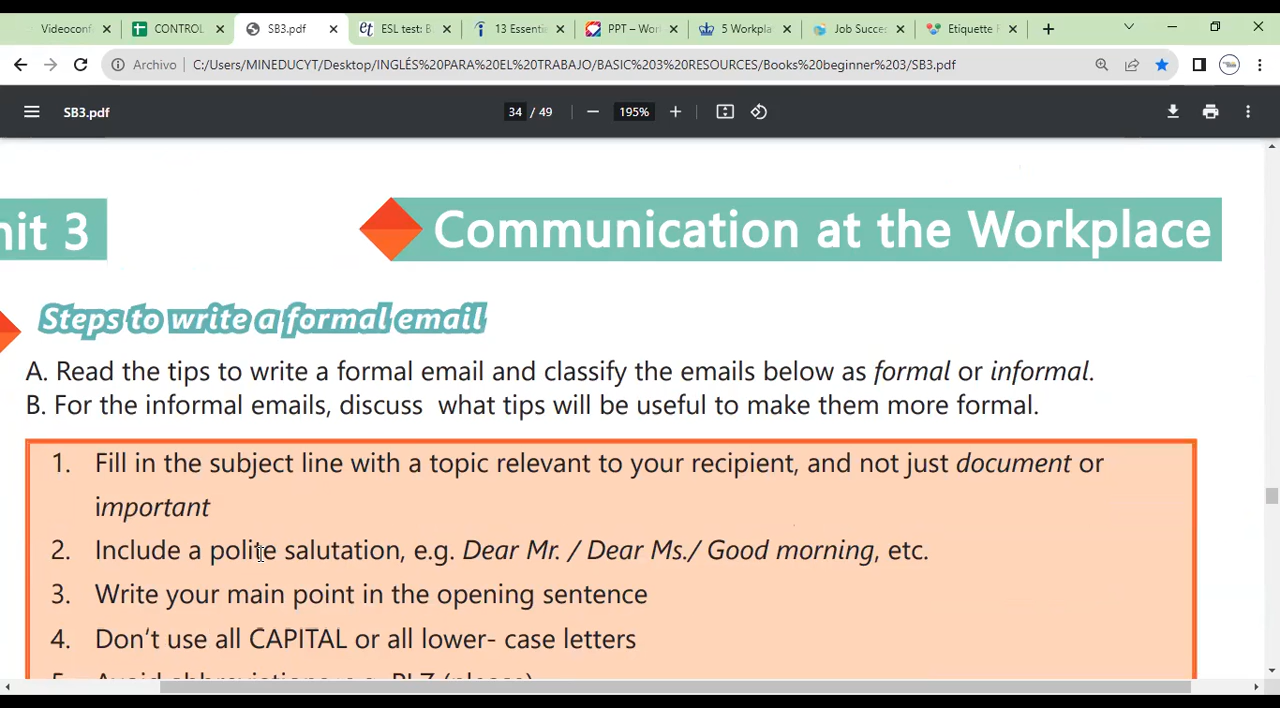 Videoconf CONTROL SB3.pdf ESL test: B 13 Essenti PPT – Wor 5 Workpla Job Succe Etiquette
Archivo C:/Users/MINEDUCYT/Desktop/INGLÉS%20PARA%20EL%20TRABAJO/BASIC%203%20RESOURCES/Books%20beginner%203/SB3.pdf
SB3.pdf 34 / 49 195%
nit 3 Communication at the Workplace
Steps to write a formal email
A. Read the tips to write a formal email and classify the emails below as formal or informal.
B. For the informal emails, discuss what tips will be useful to make them more formal.
1. Fill in the subject line with a topic relevant to your recipient, and not just document or
important
2. Include a polite salutation, e.g. Dear Mr. / Dear Ms./ Good morning, etc.
3. Write your main point in the opening sentence
4. Don't use all CAPITAL or all lower- case letters
5. Avoid abbreviations: e.g. PLZ (please)